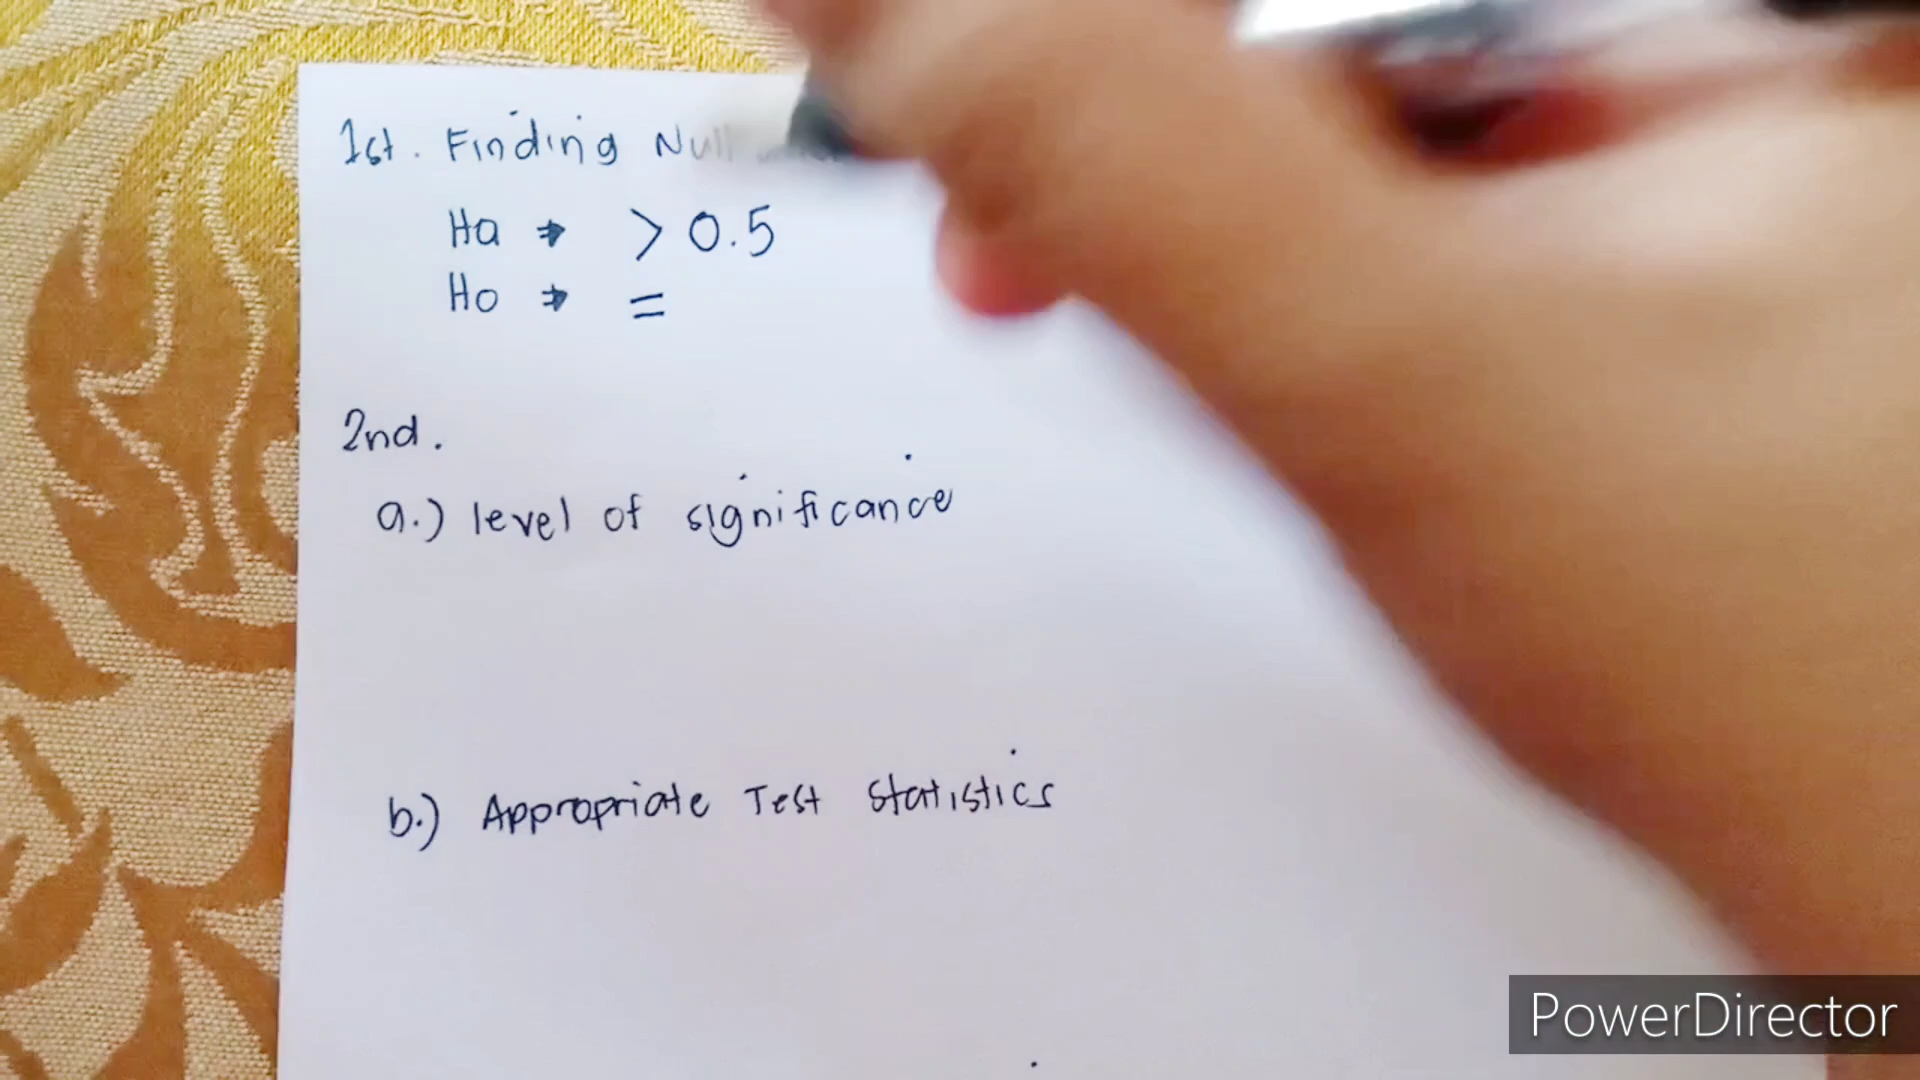 1st. Finding Null
Ha → > 0.5
Ho → =
2nd.
a.) level of significance
b.) Appropriate Test Statistics
PowerDirector